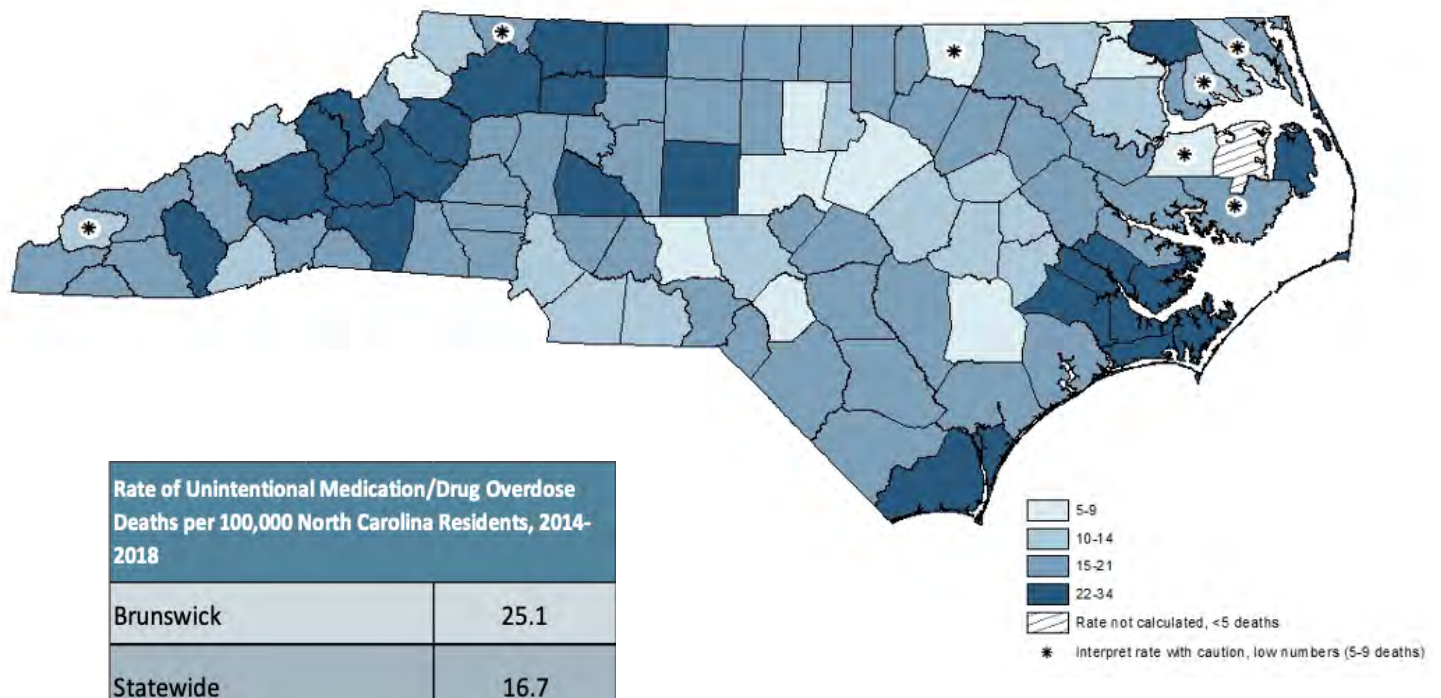 Rate of Unintentional Medication/Drug Overdose
Deaths per 100,000 North Carolina Residents, 2014-
2018
Brunswick 25.1
Statewide 16.7
5-9
10-14
15-21
22-34
Rate not calculated, <5 deaths
* Interpret rate with caution, low numbers (5-9 deaths)